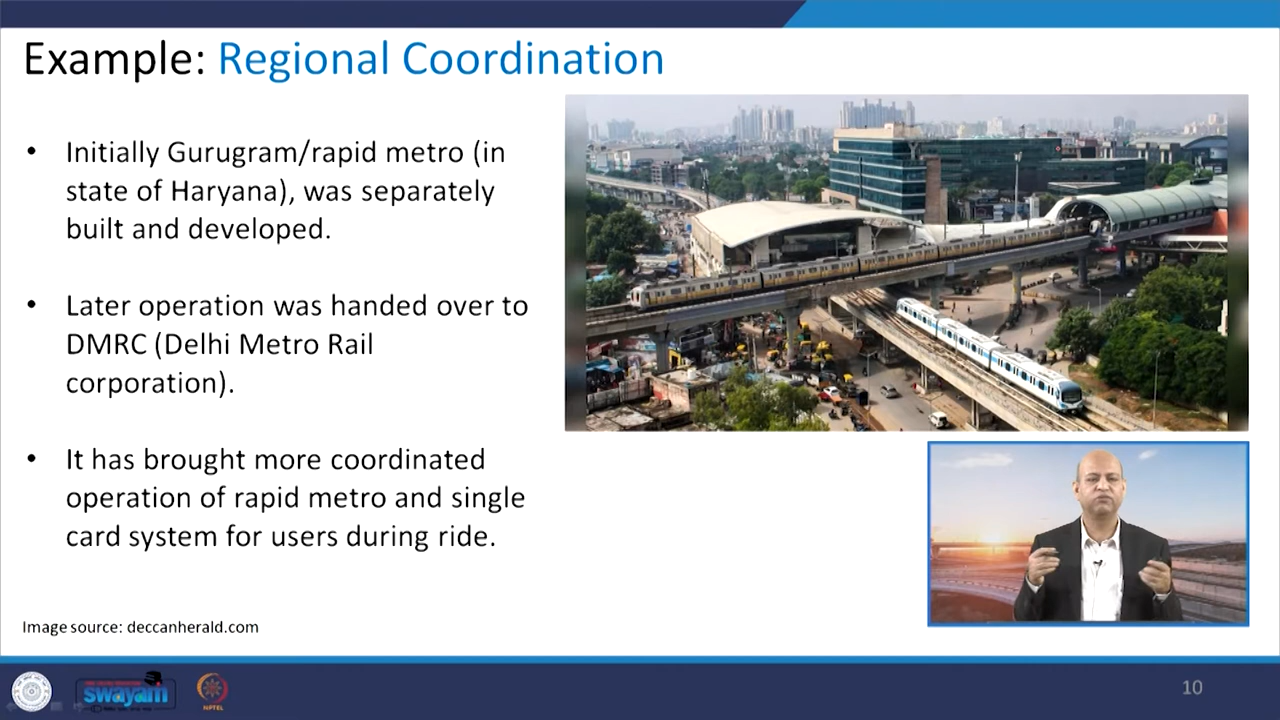 Example: Regional Coordination
• Initially Gurugram/rapid metro (in
state of Haryana), was separately
built and developed.
• Later operation was handed over to
DMRC (Delhi Metro Rail
corporation).
• It has brought more coordinated
operation of rapid metro and single
card system for users during ride.
Image source: deccanherald.com
swayam
NPTEL
10